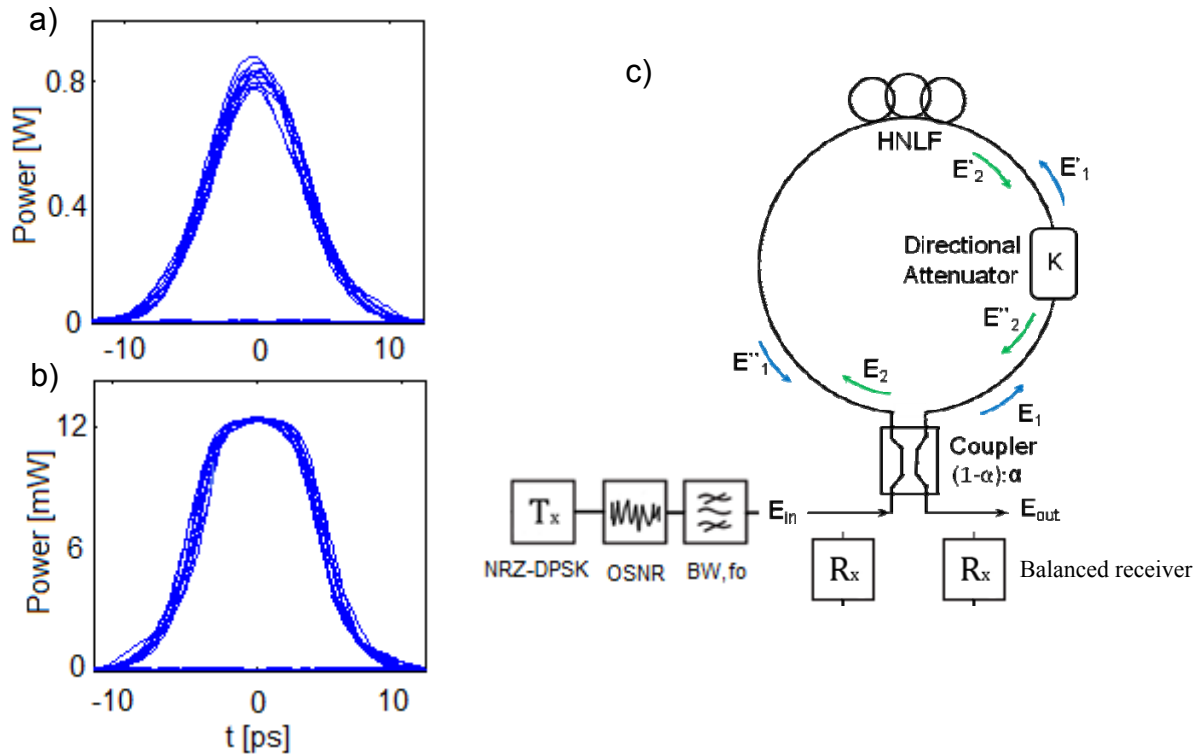 a)
Power [W]
0.8
0.4
0
-10 0 10
b)
Power [mW]
12
6
0
-10 0 10
t [ps]
c)
HNLF
E'₂
E'₁
Directional
Attenuator
K
E"₂
E"₁
E₂
E₁
Coupler
(1-α):α
Tx
NRZ-DPSK
OSNR
BW,fo
Ein
Eout
Rx
Rx
Balanced receiver